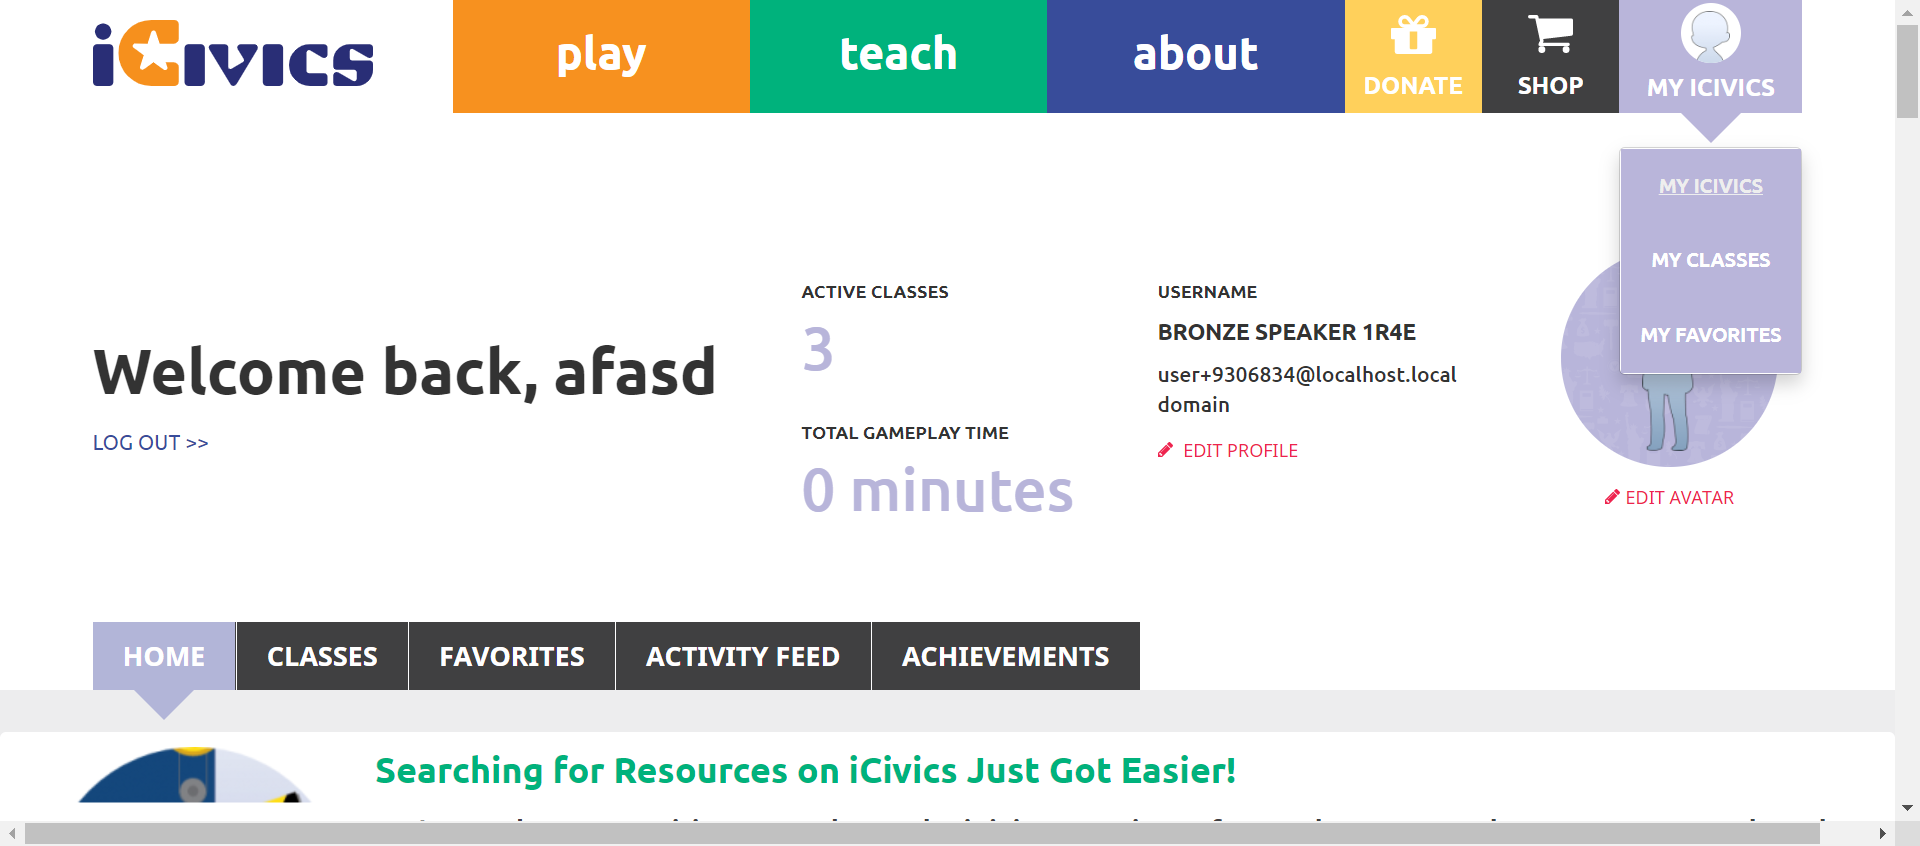 iCivics
play
teach
about
DONATE
SHOP
MY ICIVICS
MY ICIVICS
MY CLASSES
MY FAVORITES
Welcome back, afasd
LOG OUT >>
ACTIVE CLASSES
3
TOTAL GAMEPLAY TIME
0 minutes
USERNAME
BRONZE SPEAKER 1R4E
user+9306834@localhost.local
domain
EDIT PROFILE
EDIT AVATAR
HOME
CLASSES
FAVORITES
ACTIVITY FEED
ACHIEVEMENTS
Searching for Resources on iCivics Just Got Easier!